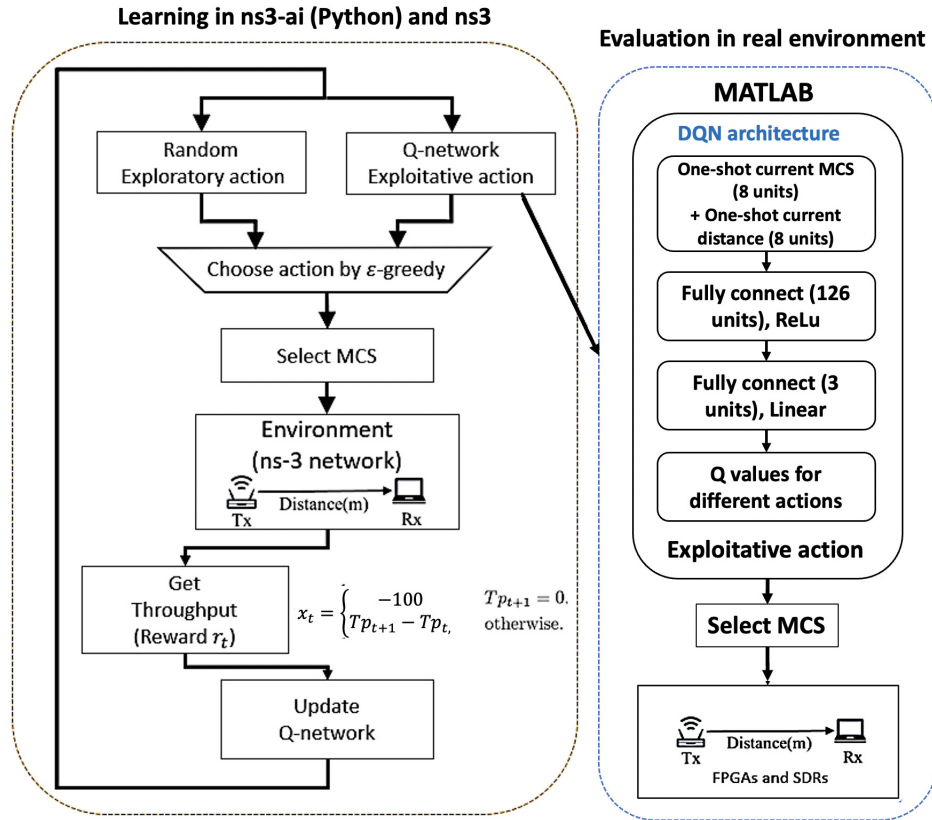 Learning in ns3-ai (Python) and ns3
Random
Exploratory action
Q-network
Exploitative action
Choose action by ε-greedy
Select MCS
Environment
(ns-3 network)
Distance(m)
Tx
Rx
Get
Throughput
(Reward r_t)
x_t = { -100 Tp_{t+1} = 0.
Tp_{t+1} − Tp_t, otherwise.
Update
Q-network
Evaluation in real environment
MATLAB
DQN architecture
One-shot current MCS
(8 units)
+ One-shot current
distance (8 units)
Fully connect (126
units), ReLu
Fully connect (3
units), Linear
Q values for
different actions
Exploitative action
Select MCS
Distance(m)
Tx
Rx
FPGAs and SDRs